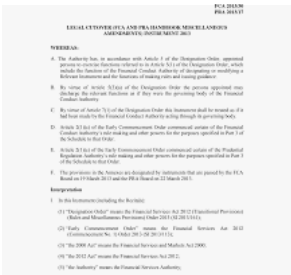 FCA 2013/30
PRA 2013/17
LEGAL CUTOVER (FCA AND PRA HANDBOOK MISCELLANEOUS
AMENDMENTS) INSTRUMENT 2013
WHEREAS:
A. The Authority has, in accordance with Article 3 of the Designation Order, appointed
persons to exercise functions referred to in Article 5(1) of the Designation Order, which
include the function of the Financial Conduct Authority of designating or modifying a
Relevant Instrument and the functions of making rules and issuing guidance.
B. By virtue of Article 5(3)(a) of the Designation Order the persons appointed may
discharge the relevant functions as if they were the governing body of the Financial
Conduct Authority.
C. By virtue of Article 7(1) of the Designation Order this Instrument shall be treated as if it
had been made by the Financial Conduct Authority acting through its governing body.
D. Article 2(1)(a) of the Early Commencement Order commenced certain of the Financial
Conduct Authority's rule making and other powers for the purposes specified in Part 3 of
the Schedule to that Order.
E. Article 2(1)(a) of the Early Commencement Order commenced certain of the Prudential
Regulation Authority's rule making and other powers for the purposes specified in Part 3
of the Schedule to that Order.
F. The provisions in the Annexes are designated by instruments that are passed by the FCA
Board on 19 March 2013 and the PRA Board on 22 March 2013.
Interpretation
1 In this Instrument (including the Recitals)
(1) "Designation Order" means the Financial Services Act 2012 (Transitional Provisions)
(Rules and Miscellaneous Provisions) Order 2013 (SI 2013/161);
(2) "Early Commencement Order" means the Financial Services Act 2012
(Commencement No. 
(3) "the 2000 Act" means the Financial Services and Markets Act 2000.
(4) "the 2012 Act" means the Financial Services Act 2012.
(5) "the Authority" means the Financial Services Authority.